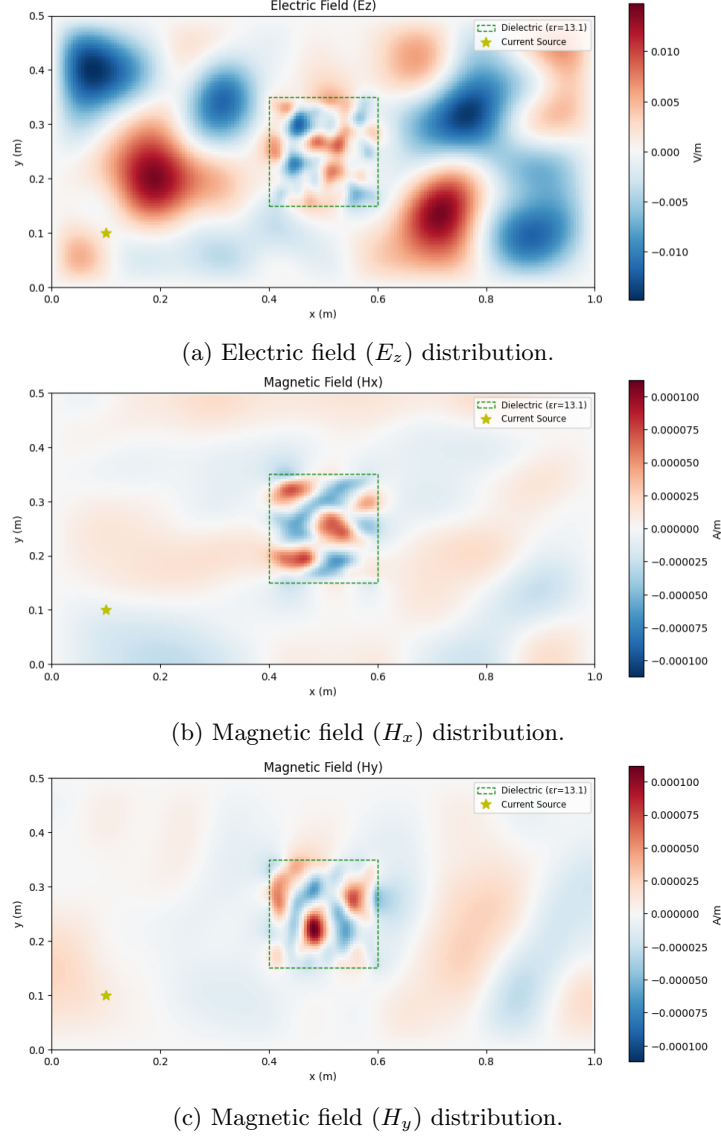 Electric Field (Ez)
Dielectric (εr=13.1)
Current Source
0.5
0.4
0.3
0.2
0.1
0.0
y (m)
0.0 0.2 0.4 0.6 0.8 1.0
x (m)
0.010
0.005
0.000
−0.005
−0.010
V/m
(a) Electric field (Ez) distribution.
Magnetic Field (Hx)
Dielectric (εr=13.1)
Current Source
0.5
0.4
0.3
0.2
0.1
0.0
y (m)
0.0 0.2 0.4 0.6 0.8 1.0
x (m)
0.000100
0.000075
0.000050
0.000025
0.000000
−0.000025
−0.000050
−0.000075
−0.000100
A/m
(b) Magnetic field (Hx) distribution.
Magnetic Field (Hy)
Dielectric (εr=13.1)
Current Source
0.5
0.4
0.3
0.2
0.1
0.0
y (m)
0.0 0.2 0.4 0.6 0.8 1.0
x (m)
0.000100
0.000075
0.000050
0.000025
0.000000
−0.000025
−0.000050
−0.000075
−0.000100
A/m
(c) Magnetic field (Hy) distribution.